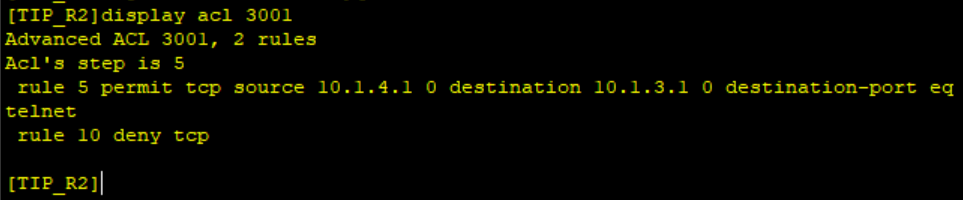 [TIP_R2]display acl 3001
Advanced ACL 3001, 2 rules
Acl's step is 5
 rule 5 permit tcp source 10.1.4.1 0 destination 10.1.3.1 0 destination-port eq
telnet
 rule 10 deny tcp
[TIP_R2]